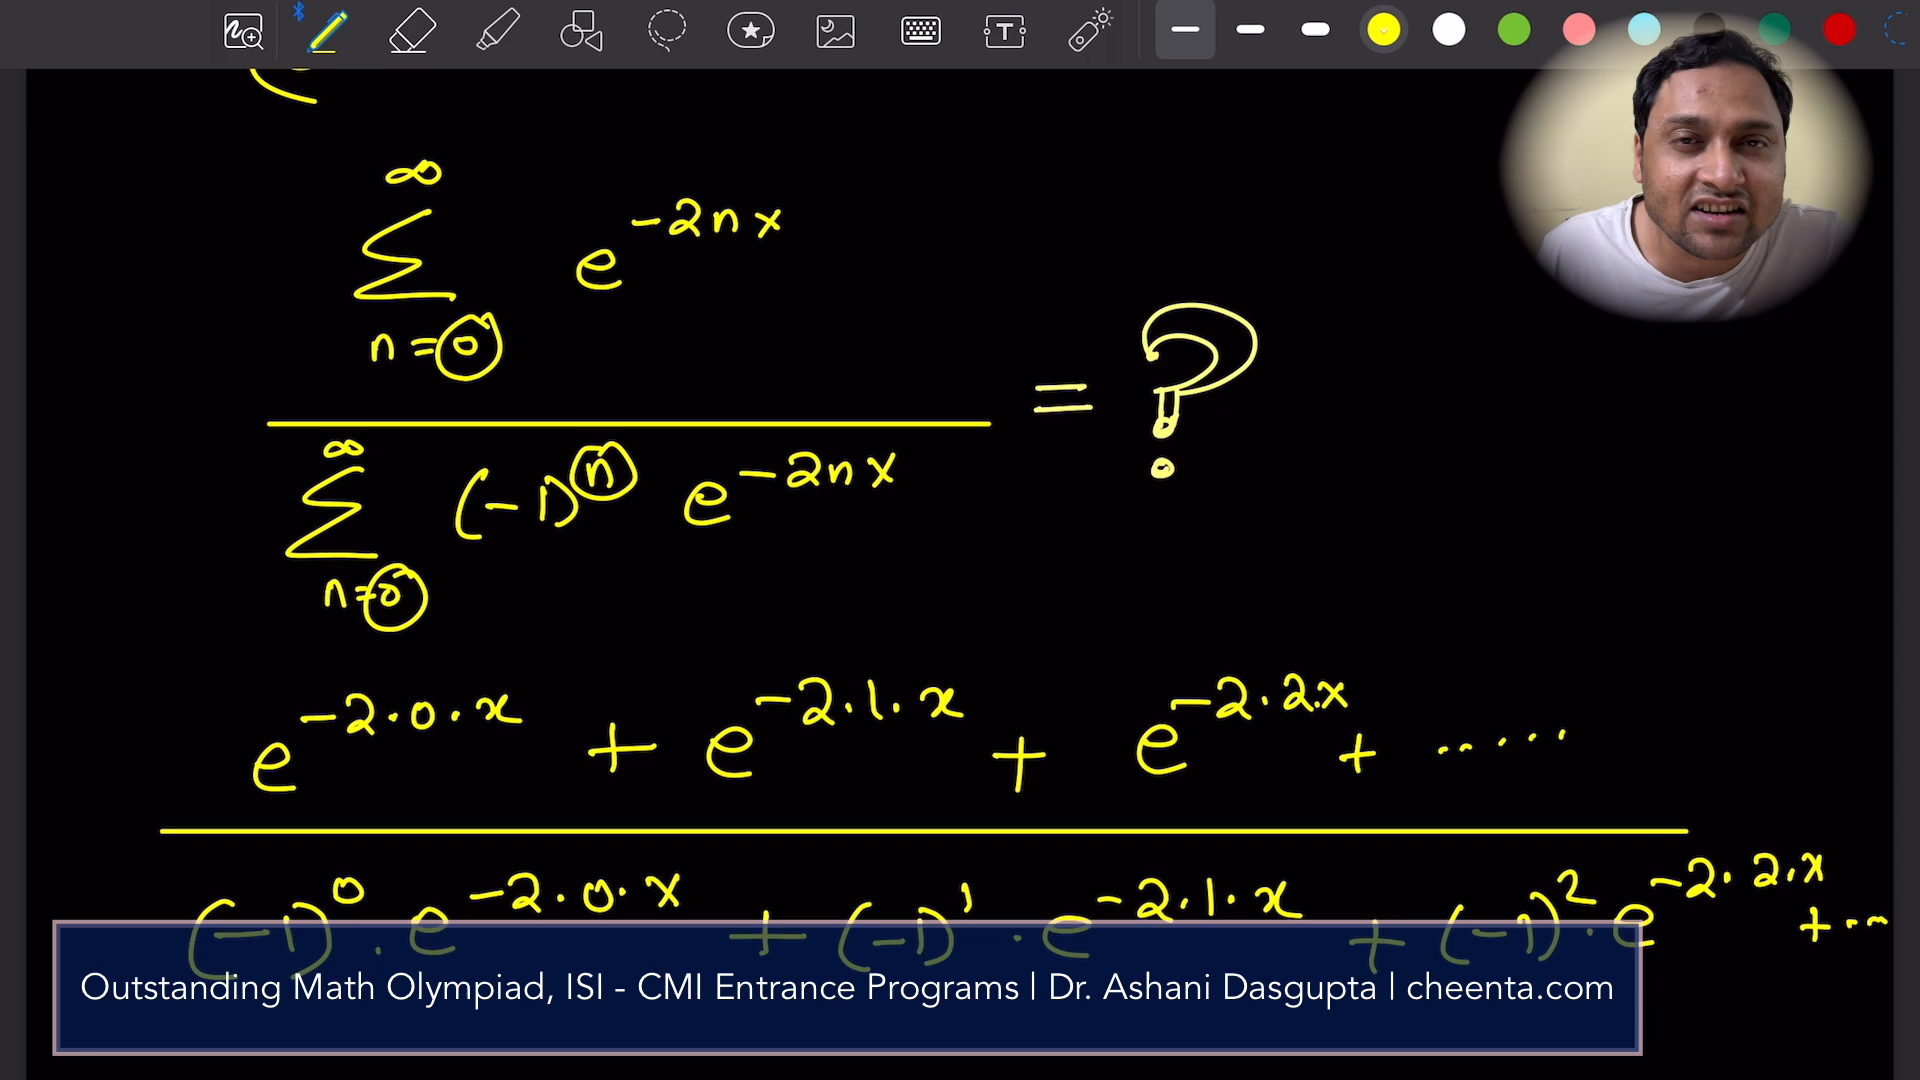 ∞
Σ e^{-2nx}
n=0
= ?
∞
Σ (-1)^n e^{-2nx}
n=0
e^{-2·0·x} + e^{-2·1·x} + e^{-2·2·x} + ......
(-1)^0 · e^{-2·0·x} + (-1)^1 · e^{-2·1·x} + (-1)^2 · e^{-2·2·x} + ...
Outstanding Math Olympiad, ISI - CMI Entrance Programs | Dr. Ashani Dasgupta | cheenta.com